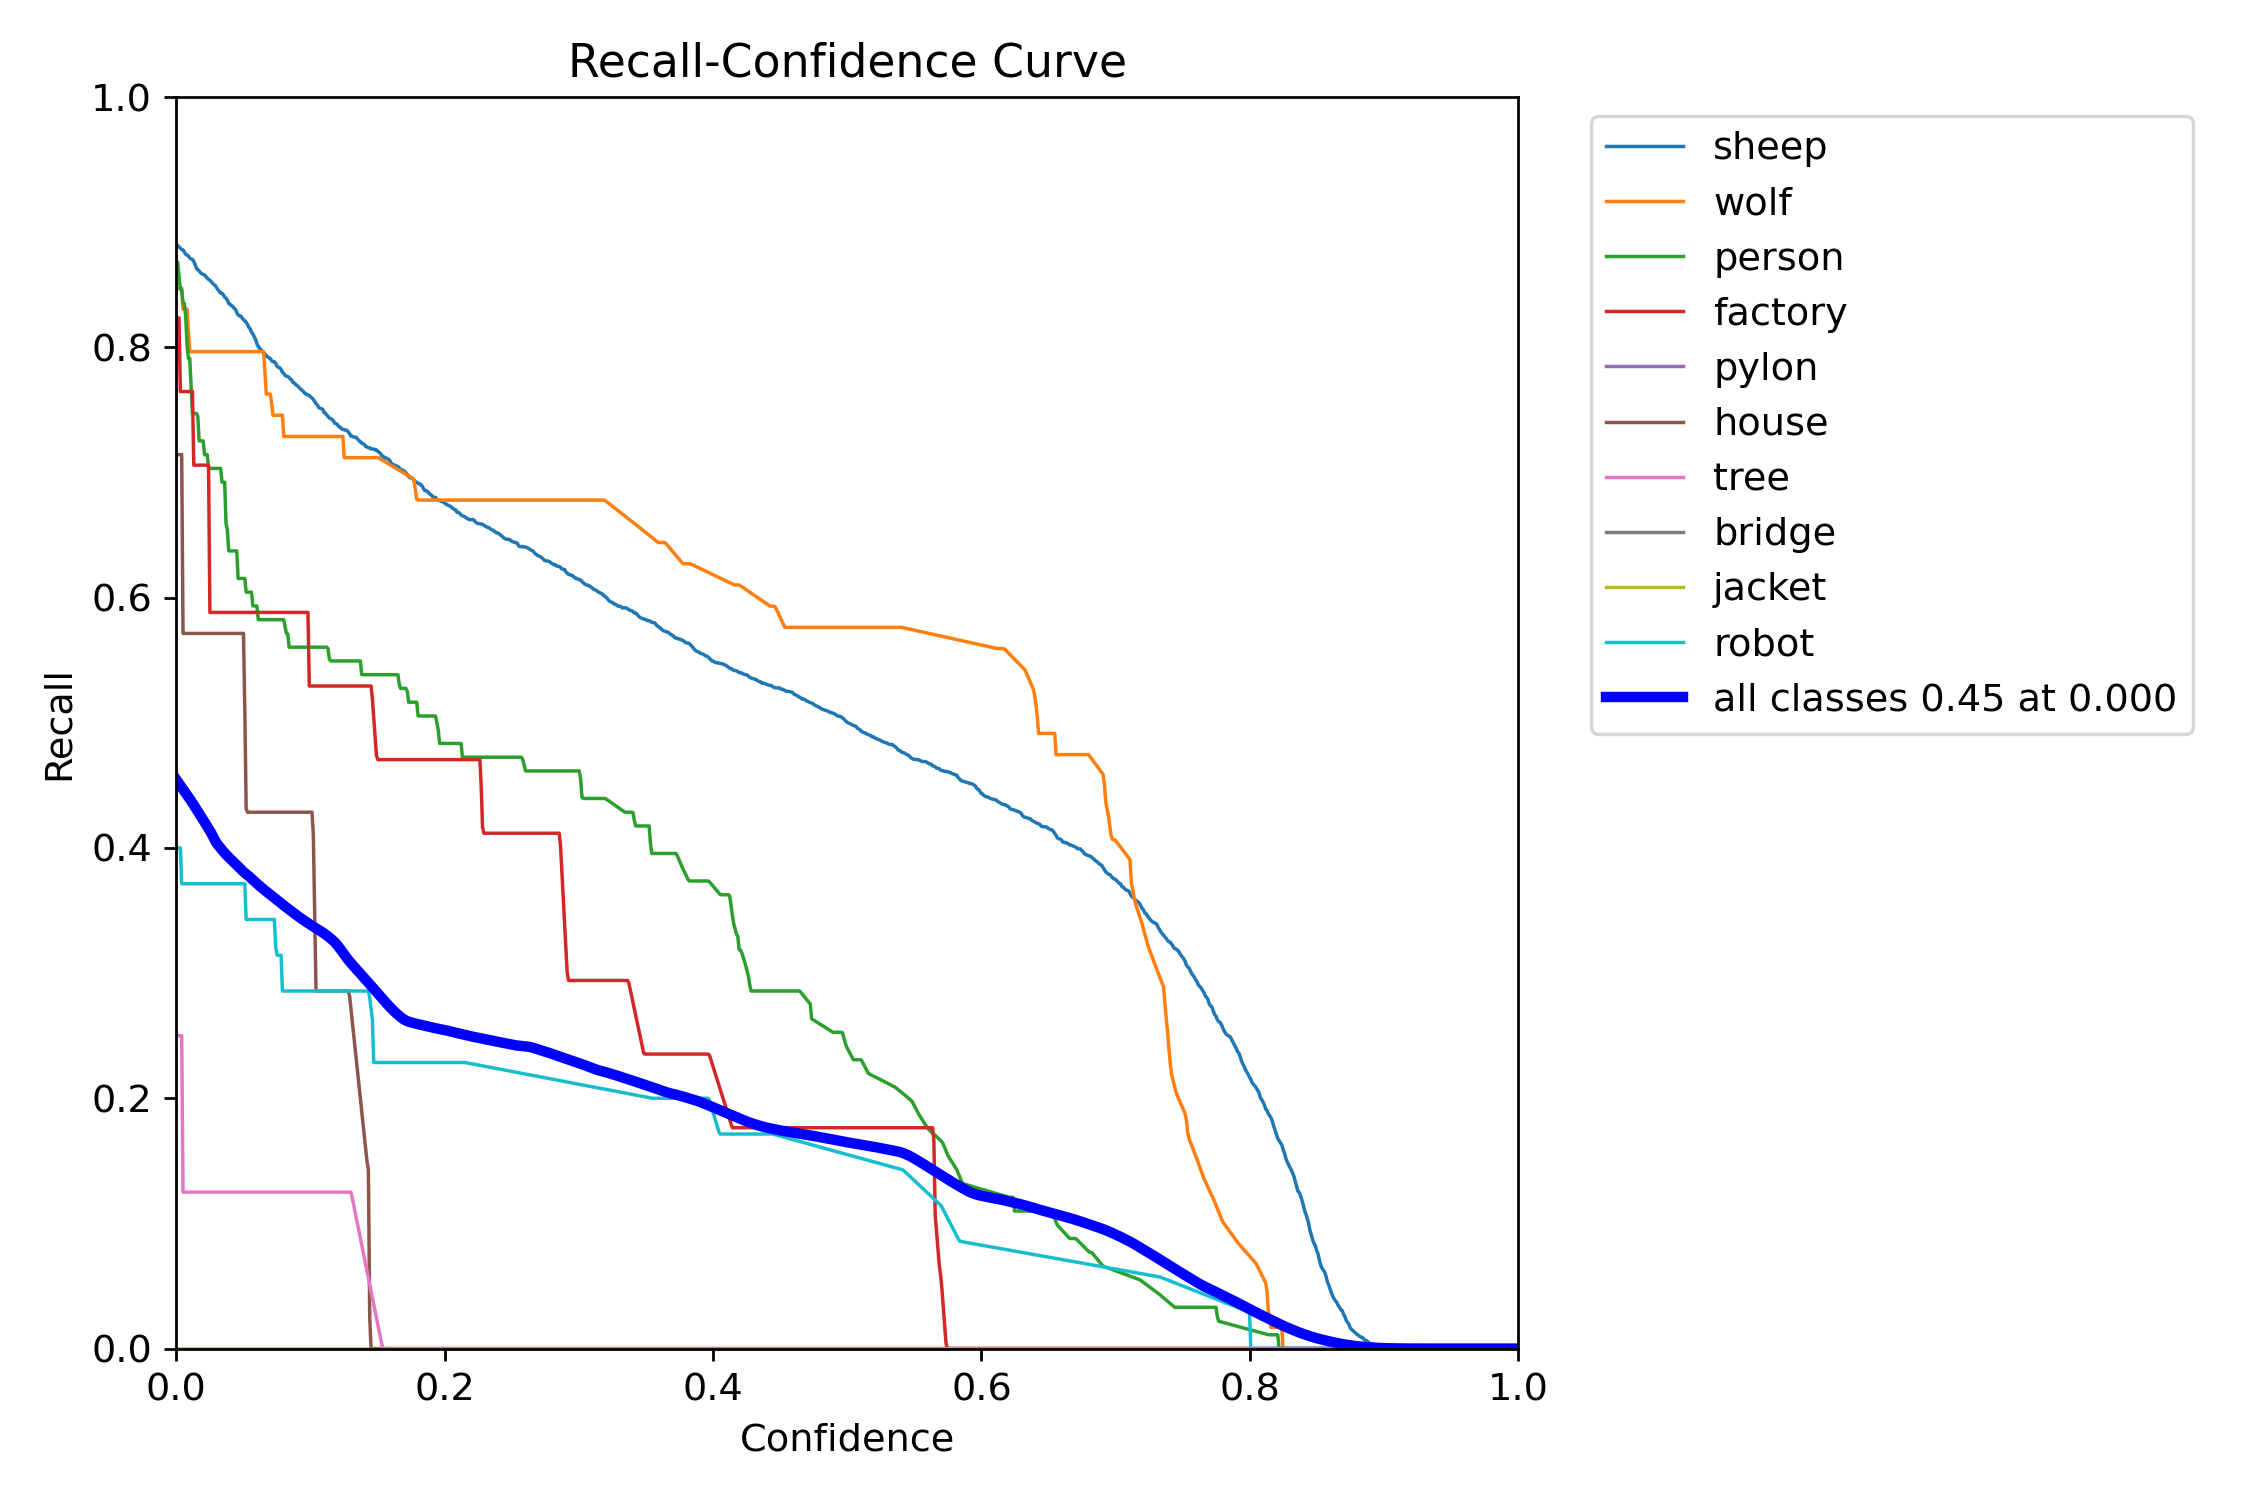 Recall-Confidence Curve
1.0
0.8
0.6
0.4
0.2
0.0
Recall
0.0 0.2 0.4 0.6 0.8 1.0
Confidence
sheep
wolf
person
factory
pylon
house
tree
bridge
jacket
robot
all classes 0.45 at 0.000